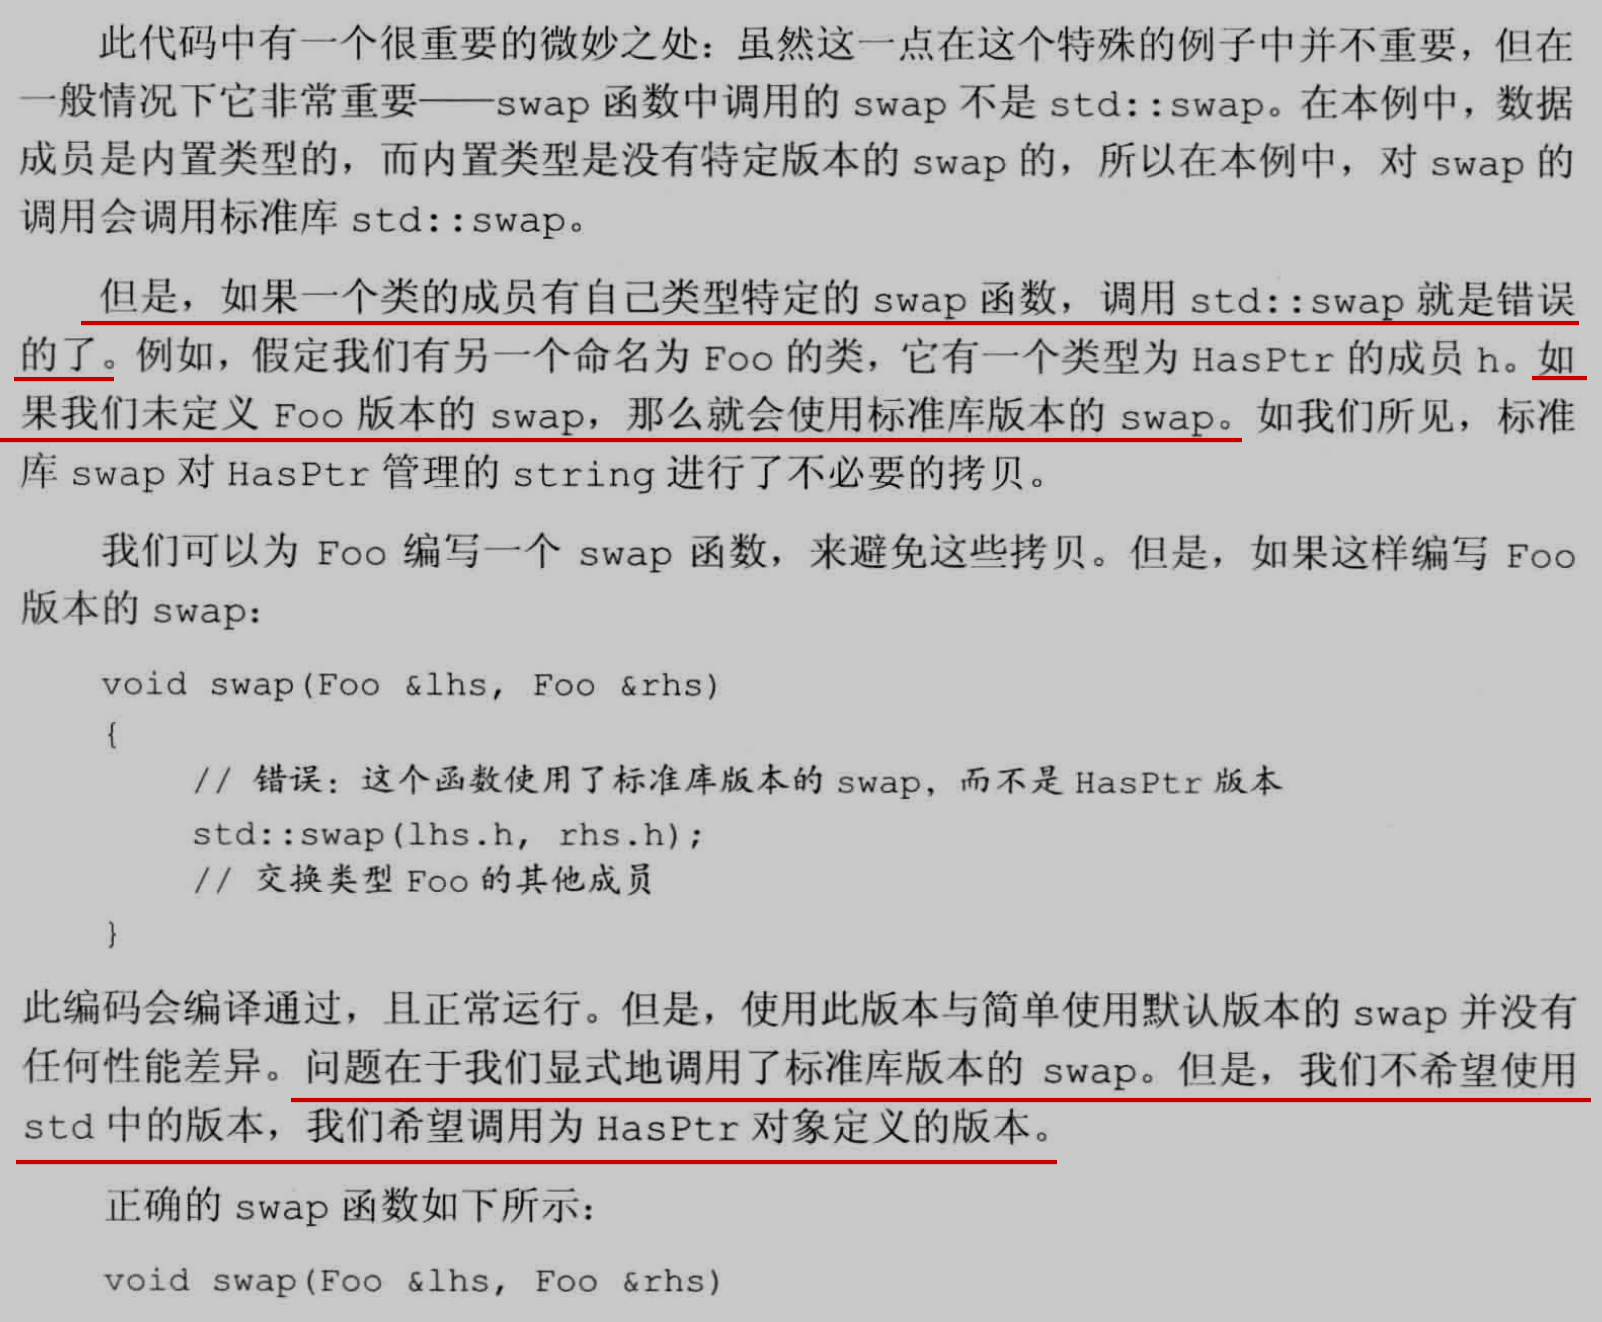 此代码中有一个很重要的微妙之处：虽然这一点在这个特殊的例子中并不重要，但在
一般情况下它非常重要——swap 函数中调用的 swap 不是 std::swap。在本例中，数据
成员是内置类型的，而内置类型是没有特定版本的 swap 的，所以在本例中，对 swap 的
调用会调用标准库 std::swap。
但是，如果一个类的成员有自己类型特定的 swap 函数，调用 std::swap 就是错误
的了。例如，假定我们有另一个命名为 Foo 的类，它有一个类型为 HasPtr 的成员 h。如
果我们未定义 Foo 版本的 swap，那么就会使用标准库版本的 swap。如我们所见，标准
库 swap 对 HasPtr 管理的 string 进行了不必要的拷贝。
我们可以为 Foo 编写一个 swap 函数，来避免这些拷贝。但是，如果这样编写 Foo
版本的 swap：
void swap(Foo &lhs, Foo &rhs)
{
// 错误：这个函数使用了标准库版本的 swap，而不是 HasPtr 版本
std::swap(lhs.h, rhs.h);
// 交换类型 Foo 的其他成员
}
此编码会编译通过，且正常运行。但是，使用此版本与简单使用默认版本的 swap 并没有
任何性能差异。问题在于我们显式地调用了标准库版本的 swap。但是，我们不希望使用
std 中的版本，我们希望调用为 HasPtr 对象定义的版本。
正确的 swap 函数如下所示：
void swap(Foo &lhs, Foo &rhs)